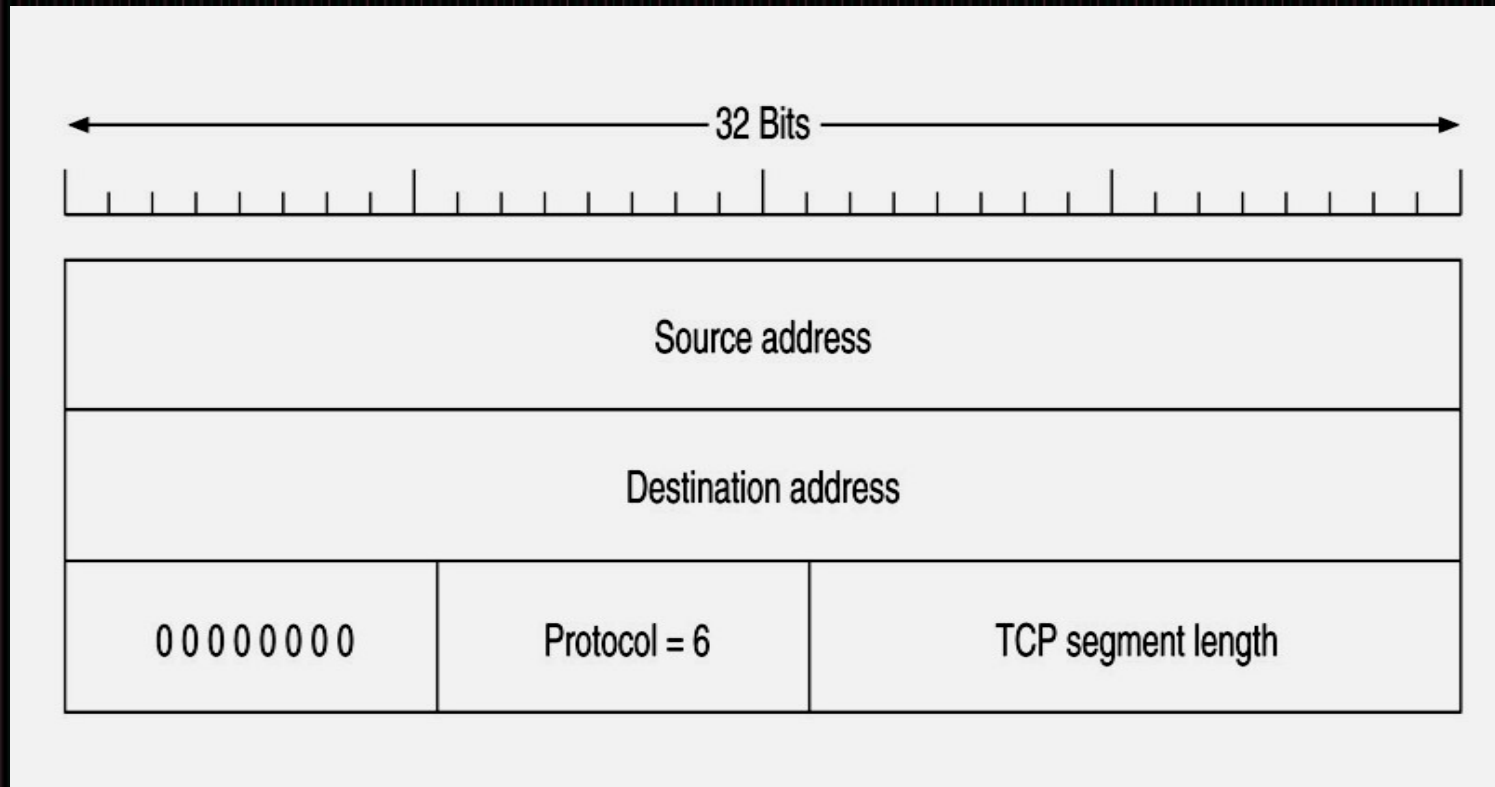 32 Bits
Source address
Destination address
0 0 0 0 0 0 0 0 Protocol = 6 TCP segment length